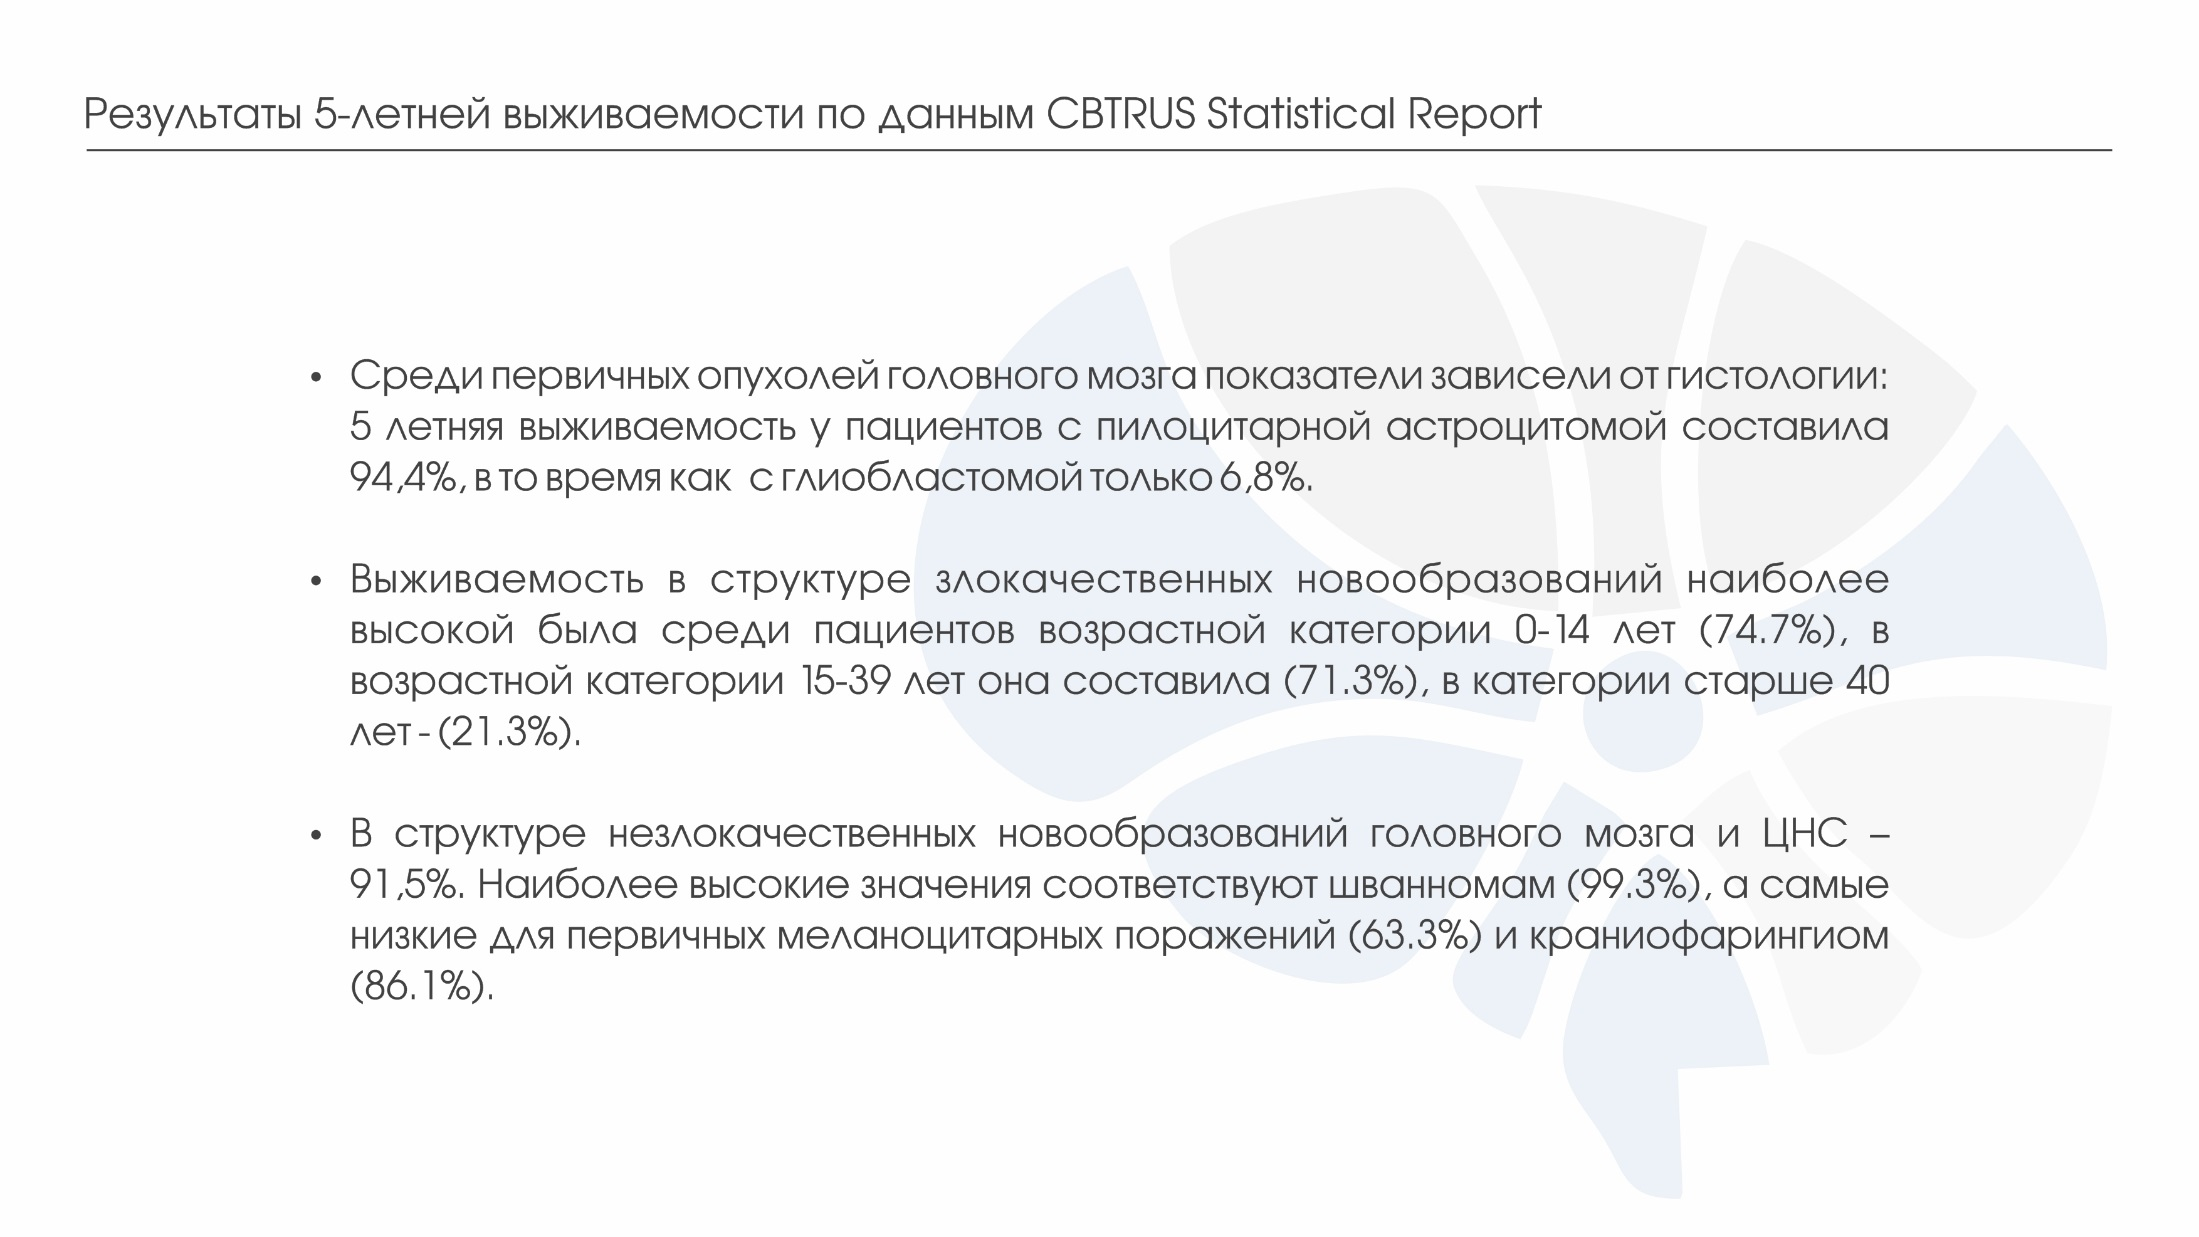 Результаты 5-летней выживаемости по данным CBTRUS Statistical Report
• Среди первичных опухолей головного мозга показатели зависели от гистологии:
5 летняя выживаемость у пациентов с пилоцитарной астроцитомой составила
94,4%, в то время как с глиобластомой только 6,8%.
• Выживаемость в структуре злокачественных новообразований наиболее
высокой была среди пациентов возрастной категории 0-14 лет (74.7%), в
возрастной категории 15-39 лет она составила (71.3%), в категории старше 40
лет - (21.3%).
• В структуре незлокачественных новообразований головного мозга и ЦНС –
91,5%. Наиболее высокие значения соответствуют шванномам (99.3%), а самые
низкие для первичных меланоцитарных поражений (63.3%) и краниофарингиом
(86.1%).